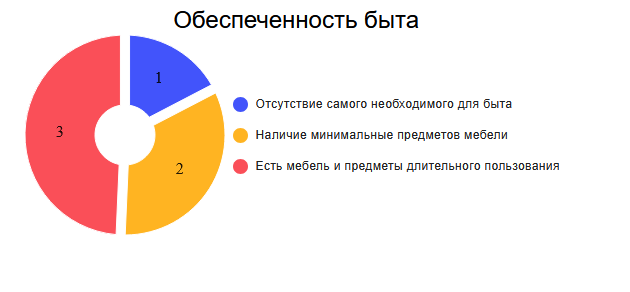 Обеспеченность быта
1
Отсутствие самого необходимого для быта
3
Наличие минимальные предметов мебели
2
Есть мебель и предметы длительного пользования